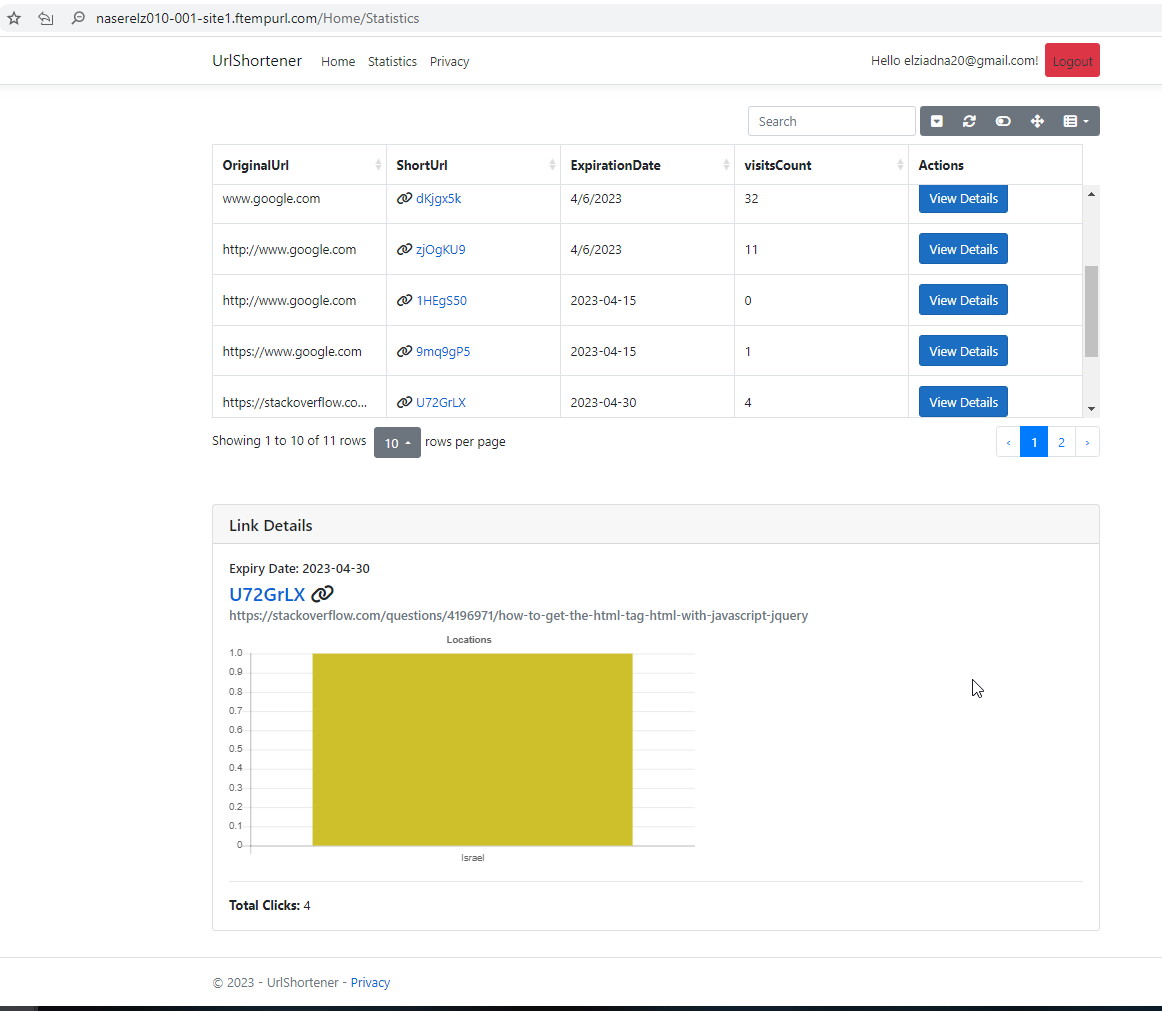 naserelz010-001-site1.ftempurl.com/Home/Statistics
UrlShortener Home Statistics Privacy Hello elziadna20@gmail.com! Logout
Search
OriginalUrl ShortUrl ExpirationDate visitsCount Actions
www.google.com dKjgx5k 4/6/2023 32 View Details
http://www.google.com zjOgKU9 4/6/2023 11 View Details
http://www.google.com 1HEgS50 2023-04-15 0 View Details
https://www.google.com 9mq9gP5 2023-04-15 1 View Details
https://stackoverflow.co... U72GrLX 2023-04-30 4 View Details
Showing 1 to 10 of 11 rows 10 rows per page ‹ 1 2 ›
Link Details
Expiry Date: 2023-04-30
U72GrLX
https://stackoverflow.com/questions/4196971/how-to-get-the-html-tag-html-with-javascript-jquery
Locations
1.0
0.9
0.8
0.7
0.6
0.5
0.4
0.3
0.2
0.1
0
Israel
Total Clicks: 4
© 2023 - UrlShortener - Privacy